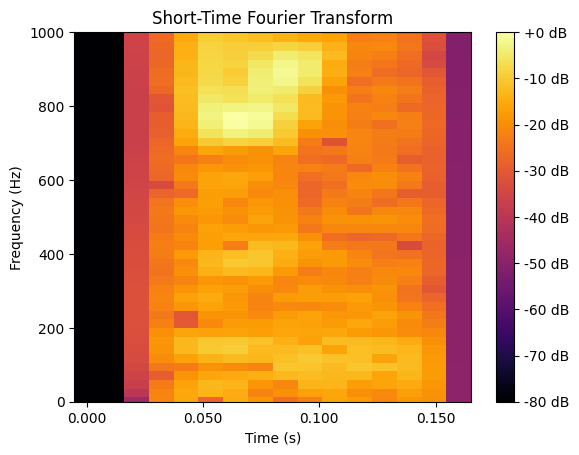 Short-Time Fourier Transform
1000
800
600
400
200
0
Frequency (Hz)
0.000
0.050
0.100
0.150
Time (s)
+0 dB
-10 dB
-20 dB
-30 dB
-40 dB
-50 dB
-60 dB
-70 dB
-80 dB